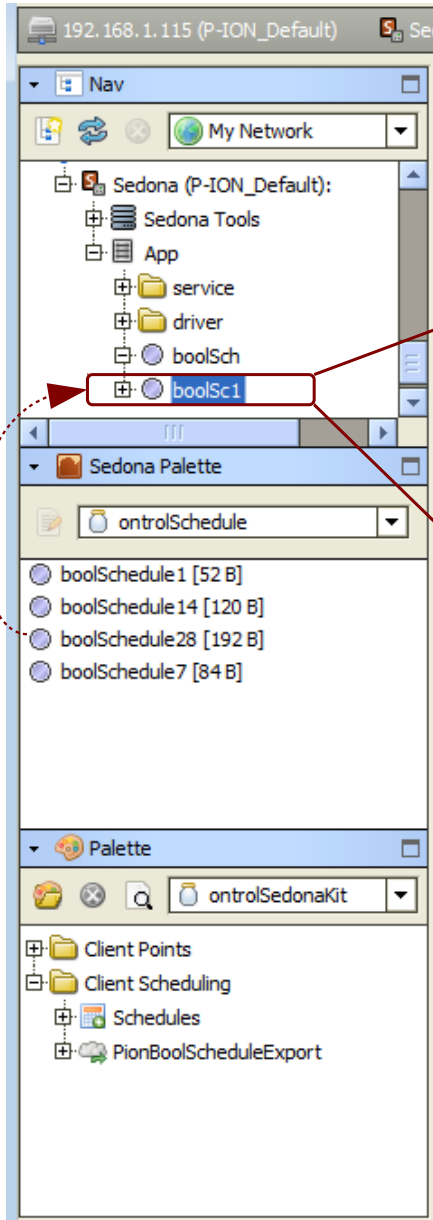 192.168.1.115 (P-ION_Default) Se
Nav
My Network
Sedona (P-ION_Default):
Sedona Tools
App
service
driver
boolSch
boolSc1
Sedona Palette
ontrolSchedule
boolSchedule1 [52 B]
boolSchedule14 [120 B]
boolSchedule28 [192 B]
boolSchedule7 [84 B]
Palette
ontrolSedonaKit
Client Points
Client Scheduling
Schedules
PionBoolScheduleExport